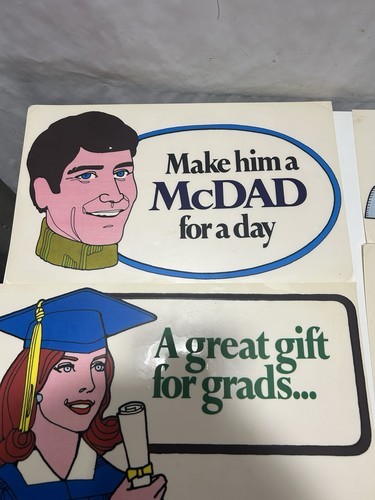 Make him a
McDAD
for a day
A great gift
for grads...